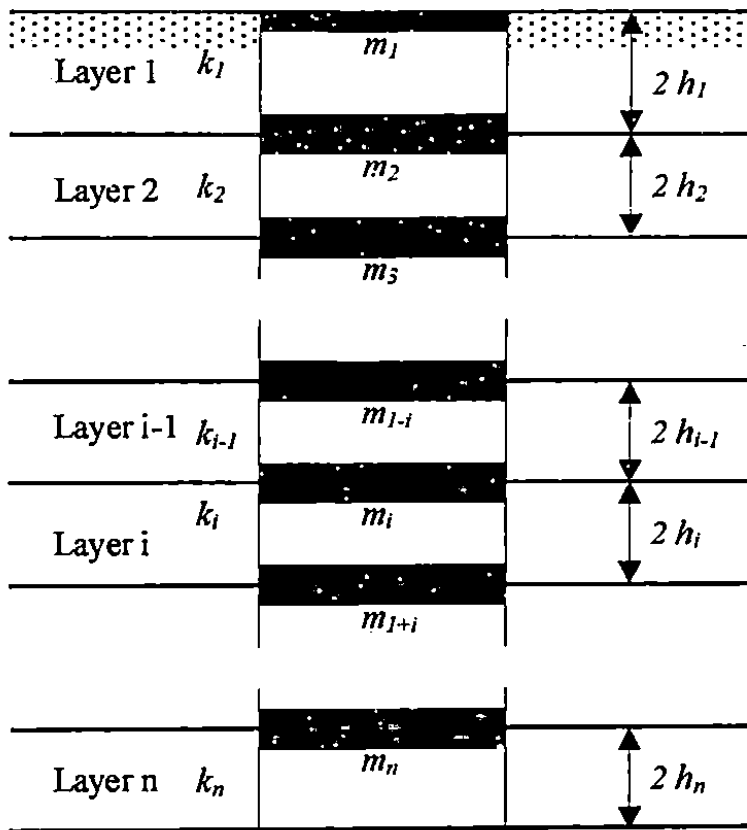 Layer 1 k₁ m₁ 2 h₁
Layer 2 k₂ m₂ 2 h₂
m₃
Layer i-1 kᵢ₋₁ m₁₋ᵢ 2 hᵢ₋₁
Layer i kᵢ mᵢ 2 hᵢ
m₁₊ᵢ
Layer n kₙ mₙ 2 hₙ